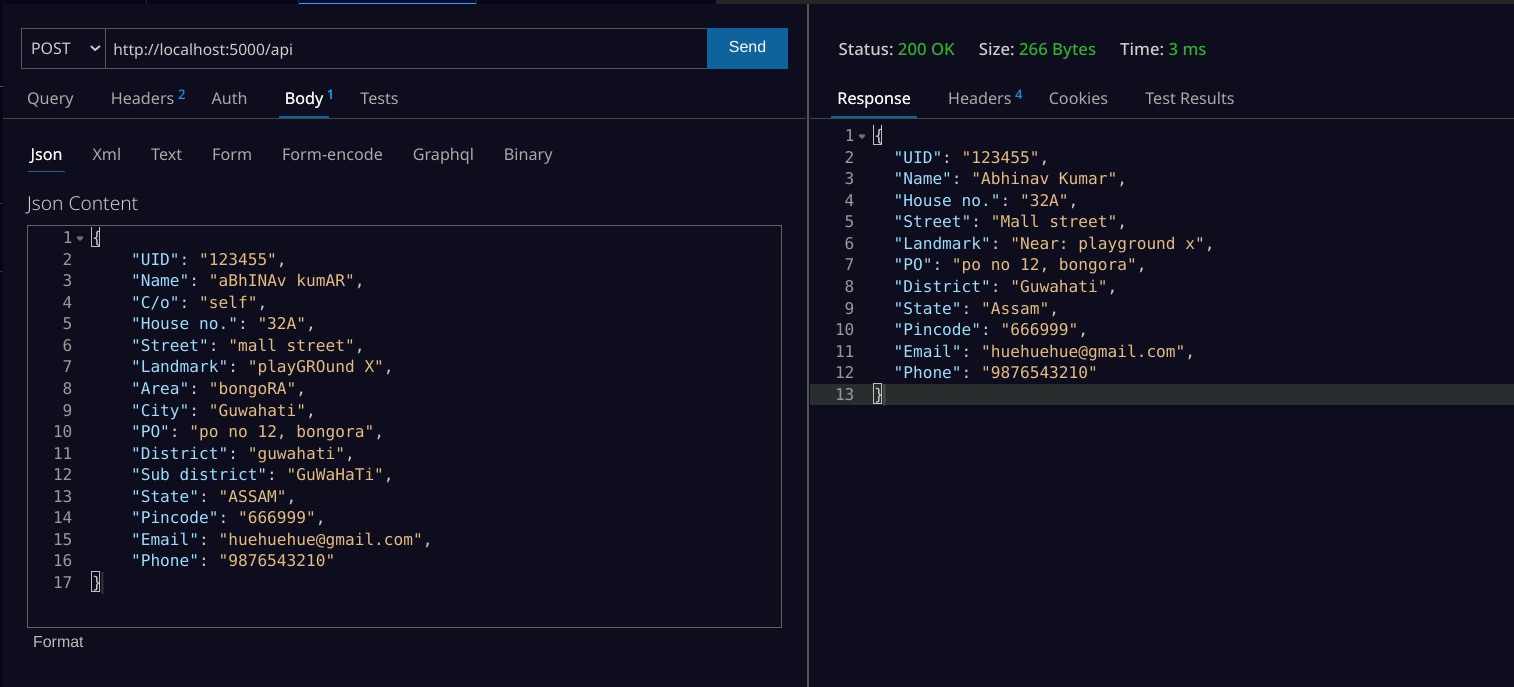 POST http://localhost:5000/api Send
Query Headers 2 Auth Body 1 Tests
Json Xml Text Form Form-encode Graphql Binary
Json Content
1 {
2 "UID": "123455",
3 "Name": "aBhINAv kumAR",
4 "C/o": "self",
5 "House no.": "32A",
6 "Street": "mall street",
7 "Landmark": "playGROund X",
8 "Area": "bongoRA",
9 "City": "Guwahati",
10 "PO": "po no 12, bongora",
11 "District": "guwahati",
12 "Sub district": "GuWaHaTi",
13 "State": "ASSAM",
14 "Pincode": "666999",
15 "Email": "huehuehue@gmail.com",
16 "Phone": "9876543210"
17 }
Format
Status: 200 OK Size: 266 Bytes Time: 3 ms
Response Headers 4 Cookies Test Results
1 {
2 "UID": "123455",
3 "Name": "Abhinav Kumar",
4 "House no.": "32A",
5 "Street": "Mall street",
6 "Landmark": "Near: playground x",
7 "PO": "po no 12, bongora",
8 "District": "Guwahati",
9 "State": "Assam",
10 "Pincode": "666999",
11 "Email": "huehuehue@gmail.com",
12 "Phone": "9876543210"
13 }